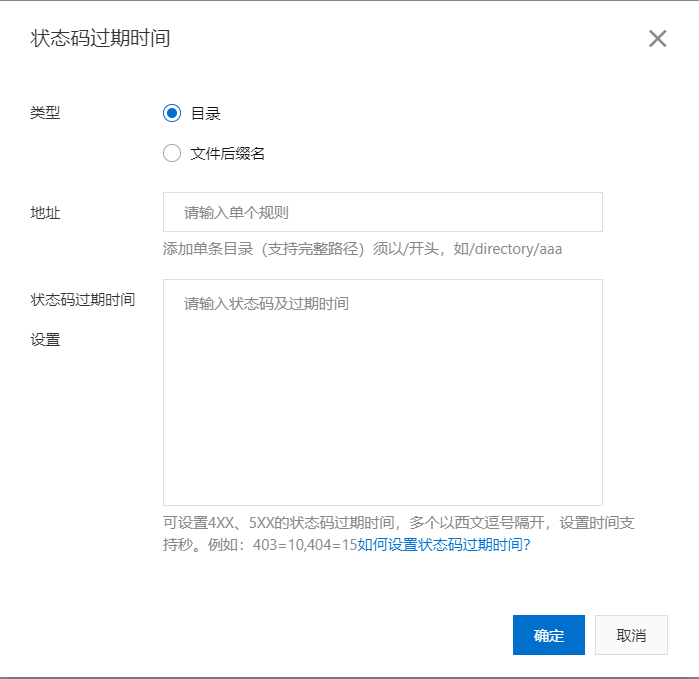 状态码过期时间
类型
目录
文件后缀名
地址
请输入单个规则
添加单条目录（支持完整路径）须以/开头，如/directory/aaa
状态码过期时间
设置
请输入状态码及过期时间
可设置4XX、5XX的状态码过期时间，多个以西文逗号隔开，设置时间支
持秒。例如：403=10,404=15如何设置状态码过期时间？
确定
取消